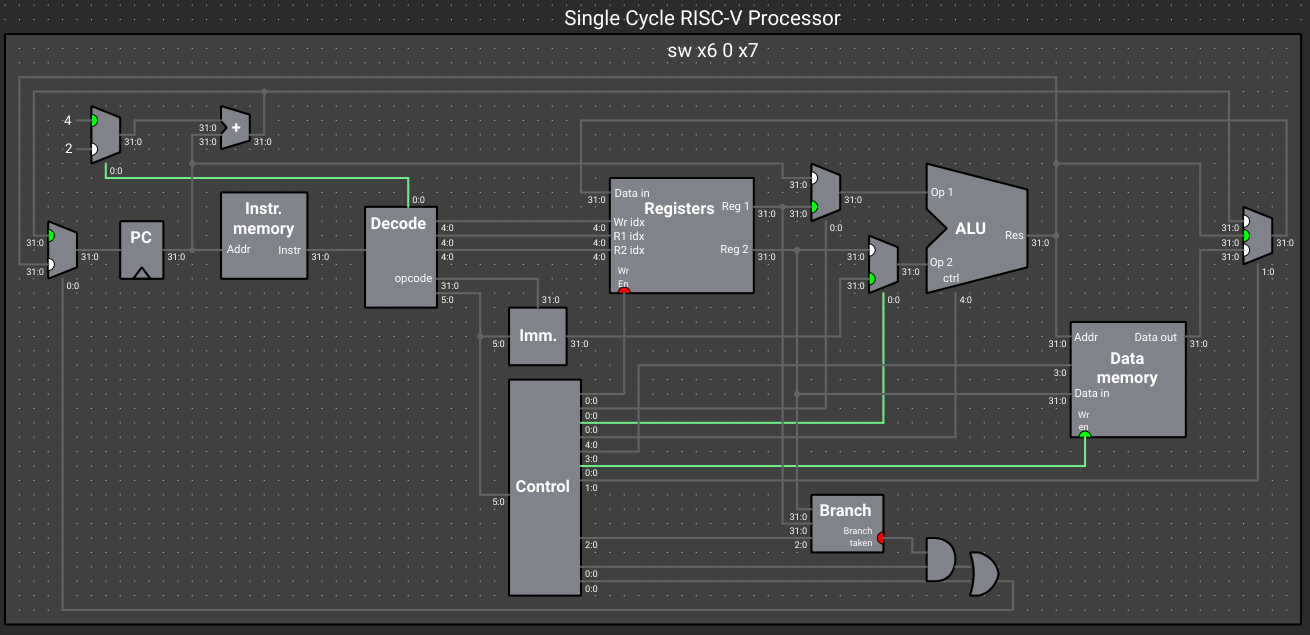 Single Cycle RISC-V Processor
sw x6 0 x7
4
2
31:0
0:0
31:0
31:0
+
31:0
31:0
31:0
31:0
0:0
PC
31:0
Instr.
memory
Addr
Instr
31:0
0:0
Decode
opcode
4:0
4:0
4:0
31:0
5:0
31:0
5:0
Imm.
31:0
31:0
4:0
4:0
4:0
Data in
Registers
Reg 1
Wr idx
R1 idx
R2 idx
Reg 2
Wr
En
31:0
31:0
31:0
31:0
31:0
0:0
31:0
31:0
31:0
0:0
Op 1
ALU
Res
Op 2
ctrl
31:0
4:0
31:0
3:0
31:0
Addr
Data out
Data
memory
Data in
Wr
en
31:0
31:0
31:0
31:0
31:0
1:0
5:0
Control
0:0
0:0
0:0
4:0
3:0
0:0
1:0
2:0
0:0
0:0
31:0
31:0
2:0
Branch
Branch
taken